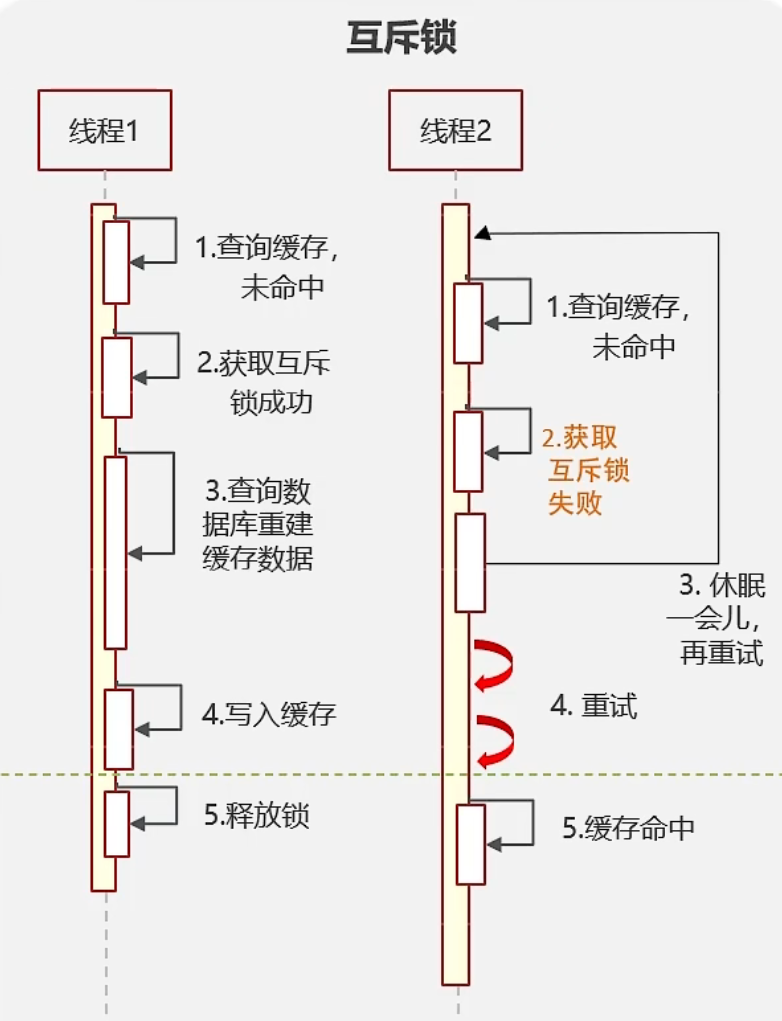 互斥锁
线程1
线程2
1.查询缓存，
未命中
2.获取互斥
锁成功
3.查询数
据库重建
缓存数据
4.写入缓存
5.释放锁
1.查询缓存，
未命中
2.获取
互斥锁
失败
3. 休眠
一会儿，
再重试
4. 重试
5.缓存命中